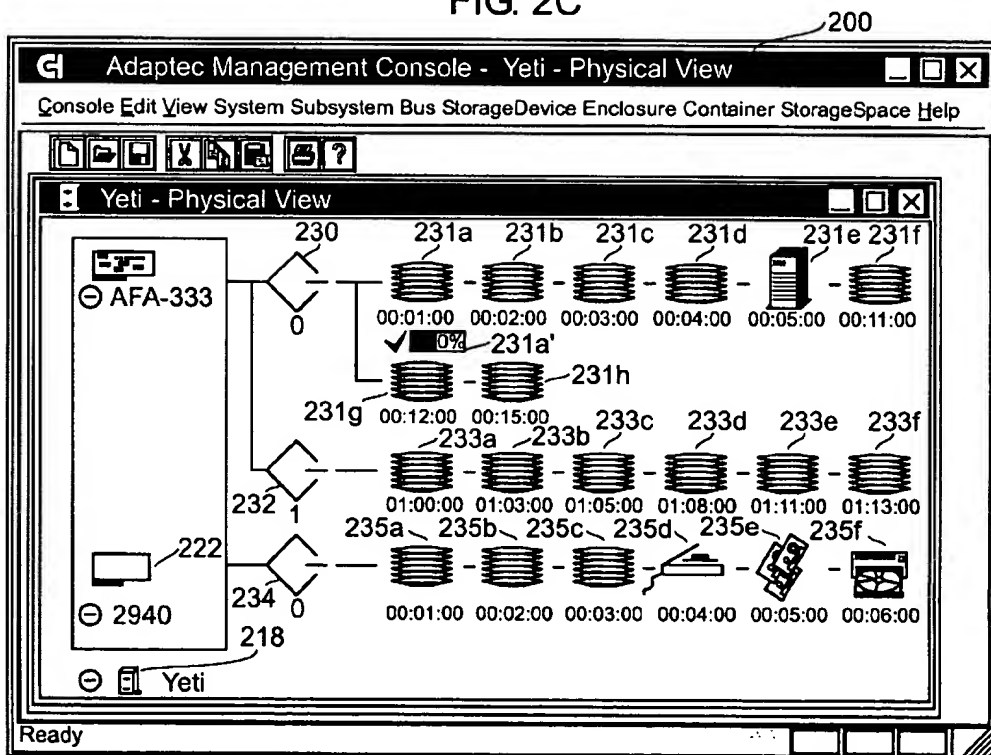 FIG. 2C
200
Adaptec Management Console - Yeti - Physical View
Console Edit View System Subsystem Bus StorageDevice Enclosure Container StorageSpace Help
?
Yeti - Physical View
230 231a 231b 231c 231d 231e 231f
AFA-333
0
00:01:00 00:02:00 00:03:00 00:04:00 00:05:00 00:11:00
0% 231a'
231g 231h
00:12:00 00:15:00
233a 233b 233c 233d 233e 233f
232
01:00:00 01:03:00 01:05:00 01:08:00 01:11:00 01:13:00
1
235a 235b 235c 235d 235e 235f
222
234
0
2940
00:01:00 00:02:00 00:03:00 00:04:00 00:05:00 00:06:00
218
Yeti
Ready